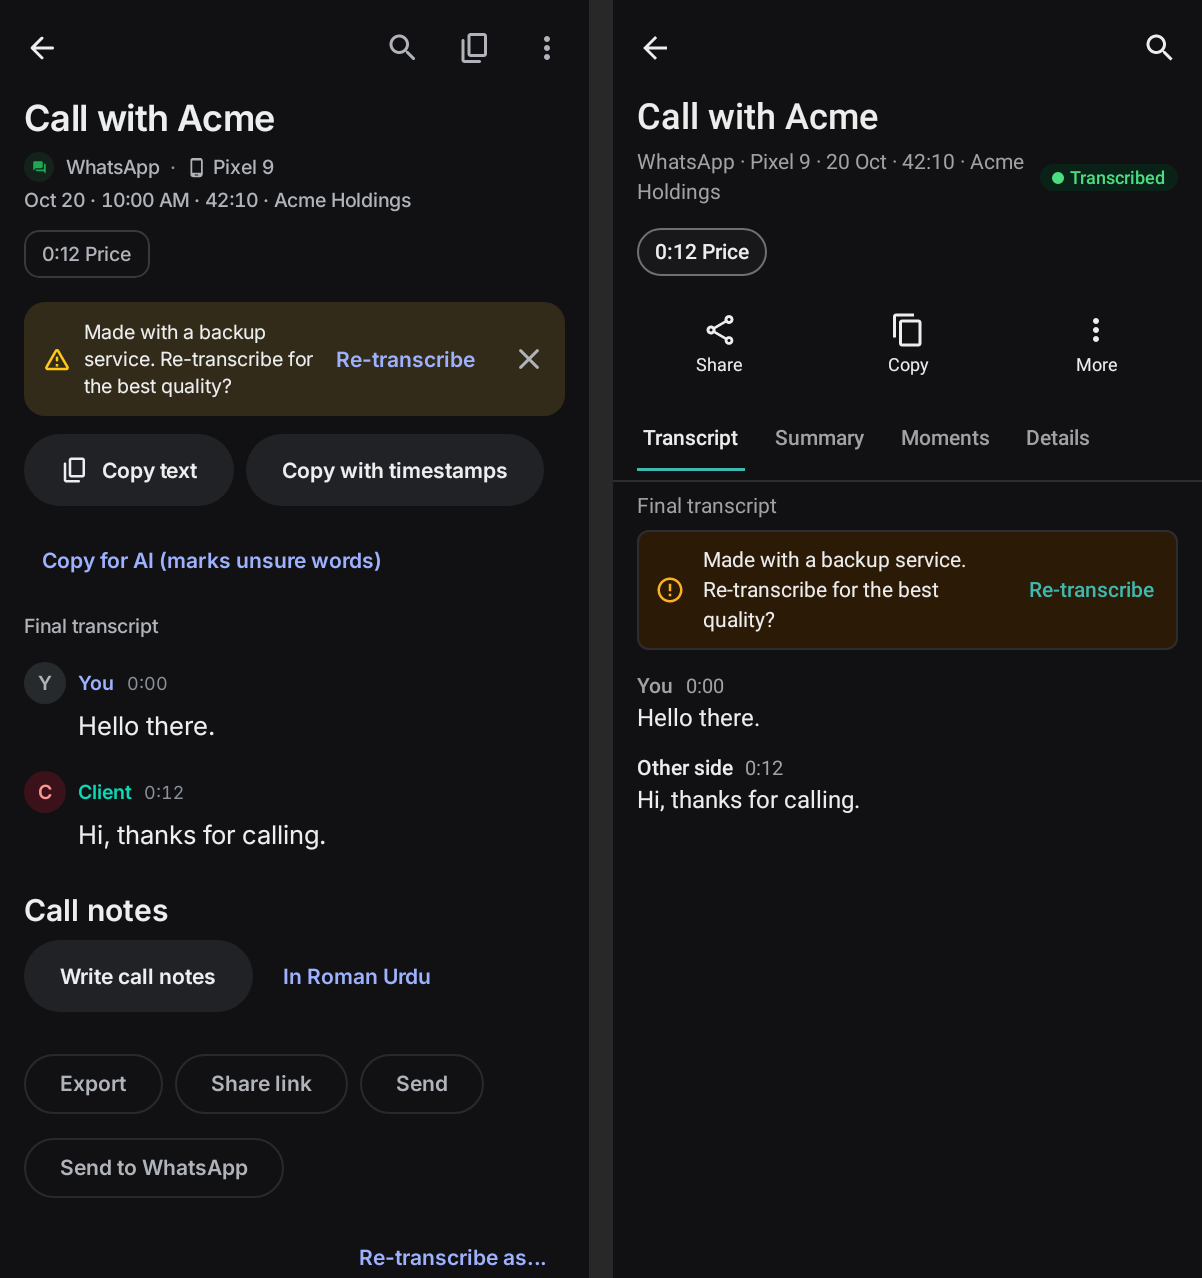 Call with Acme
WhatsApp · Pixel 9
Oct 20 · 10:00 AM · 42:10 · Acme Holdings
0:12 Price
Made with a backup
service. Re-transcribe for
the best quality?
Re-transcribe
Copy text
Copy with timestamps
Copy for AI (marks unsure words)
Final transcript
Y
You 0:00
Hello there.
C
Client 0:12
Hi, thanks for calling.
Call notes
Write call notes
In Roman Urdu
Export
Share link
Send
Send to WhatsApp
Re-transcribe as...
Call with Acme
WhatsApp · Pixel 9 · 20 Oct · 42:10 · Acme
Holdings
Transcribed
0:12 Price
Share
Copy
More
Transcript
Summary
Moments
Details
Final transcript
Made with a backup service.
Re-transcribe for the best
quality?
Re-transcribe
You 0:00
Hello there.
Other side 0:12
Hi, thanks for calling.